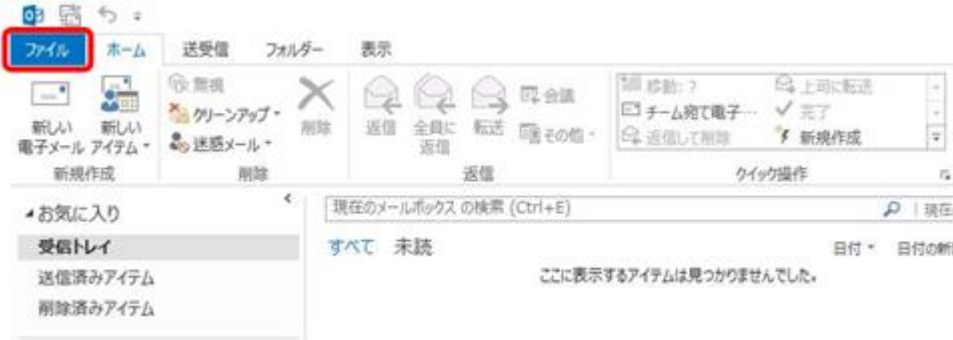 ファイル ホーム 送受信 フォルダー 表示
無視
クリーンアップ
迷惑メール
新しい 電子メール
新しい アイテム
削除
返信
全員に 返信
転送
会議
その他
移動: ?
チーム宛て電子…
返信して削除
上司に転送
完了
新規作成
新規作成 削除 返信 クイック操作
お気に入り
受信トレイ
送信済みアイテム
削除済みアイテム
現在のメールボックス の検索 (Ctrl+E)
現在
すべて 未読
日付 日付の新
ここに表示するアイテムは見つかりませんでした。